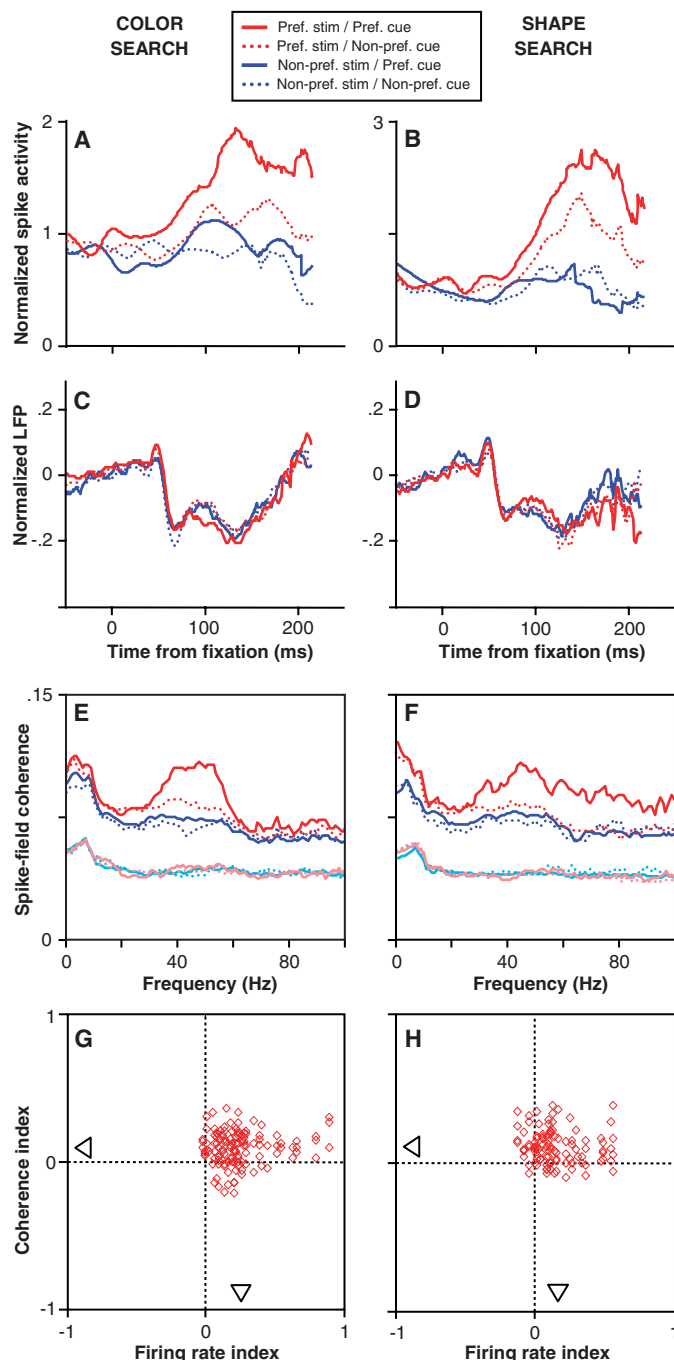 COLOR
SEARCH
SHAPE
SEARCH
Pref. stim / Pref. cue
Pref. stim / Non-pref. cue
Non-pref. stim / Pref. cue
Non-pref. stim / Non-pref. cue
A
B
Normalized spike activity
2
1
0
3
1
0
C
D
Normalized LFP
.2
0
-.2
.2
0
-.2
0 100 200
0 100 200
Time from fixation (ms)
Time from fixation (ms)
E
F
Spike-field coherence
.15
0
0 40 80
0 40 80
Frequency (Hz)
Frequency (Hz)
G
H
Coherence index
1
0
-1
-1 0 1
-1 0 1
Firing rate index
Firing rate index